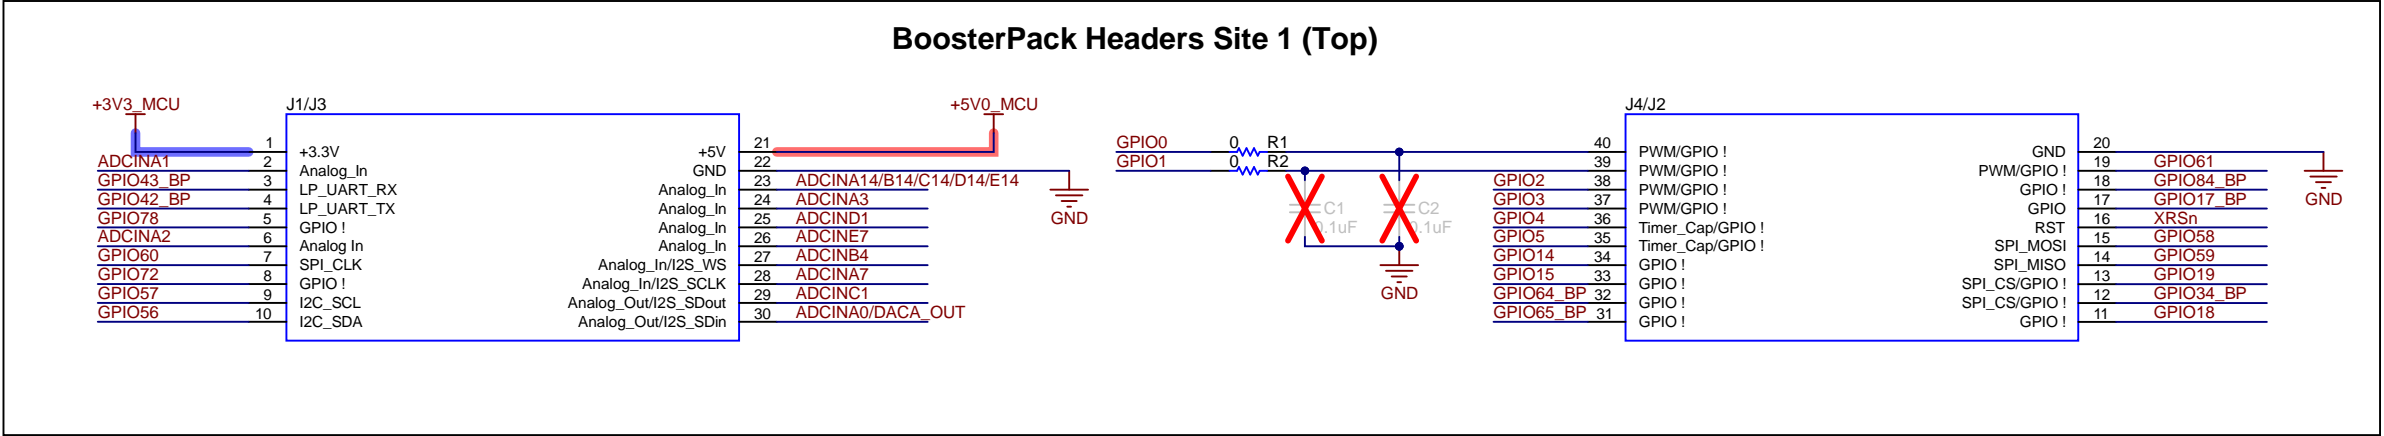 BoosterPack Headers Site 1 (Top)
+3V3_MCU
J1/J3
+5V0_MCU
1 +3.3V
ADCINA1 2 Analog_In
GPIO43_BP 3 LP_UART_RX
GPIO42_BP 4 LP_UART_TX
GPIO78 5 GPIO !
ADCINA2 6 Analog In
GPIO60 7 SPI_CLK
GPIO72 8 GPIO !
GPIO57 9 I2C_SCL
GPIO56 10 I2C_SDA
+5V 21
GND 22
Analog_In 23 ADCINA14/B14/C14/D14/E14
Analog_In 24 ADCINA3
Analog_In 25 ADCIND1
Analog_In 26 ADCINE7
Analog_In/I2S_WS 27 ADCINB4
Analog_In/I2S_SCLK 28 ADCINA7
Analog_Out/I2S_SDout 29 ADCINC1
Analog_Out/I2S_SDin 30 ADCINA0/DACA_OUT
GND
GPIO0 0 R1
GPIO1 0 R2
C1
0.1uF
C2
0.1uF
GND
J4/J2
40 PWM/GPIO !
39 PWM/GPIO !
GPIO2 38 PWM/GPIO !
GPIO3 37 PWM/GPIO !
GPIO4 36 Timer_Cap/GPIO !
GPIO5 35 Timer_Cap/GPIO !
GPIO14 34 GPIO !
GPIO15 33 GPIO !
GPIO64_BP 32 GPIO !
GPIO65_BP 31 GPIO !
GND 20
PWM/GPIO ! 19 GPIO61
GPIO ! 18 GPIO84_BP
GPIO 17 GPIO17_BP
RST 16 XRSn
SPI_MOSI 15 GPIO58
SPI_MISO 14 GPIO59
SPI_CS/GPIO ! 13 GPIO19
SPI_CS/GPIO ! 12 GPIO34_BP
GPIO ! 11 GPIO18
GND